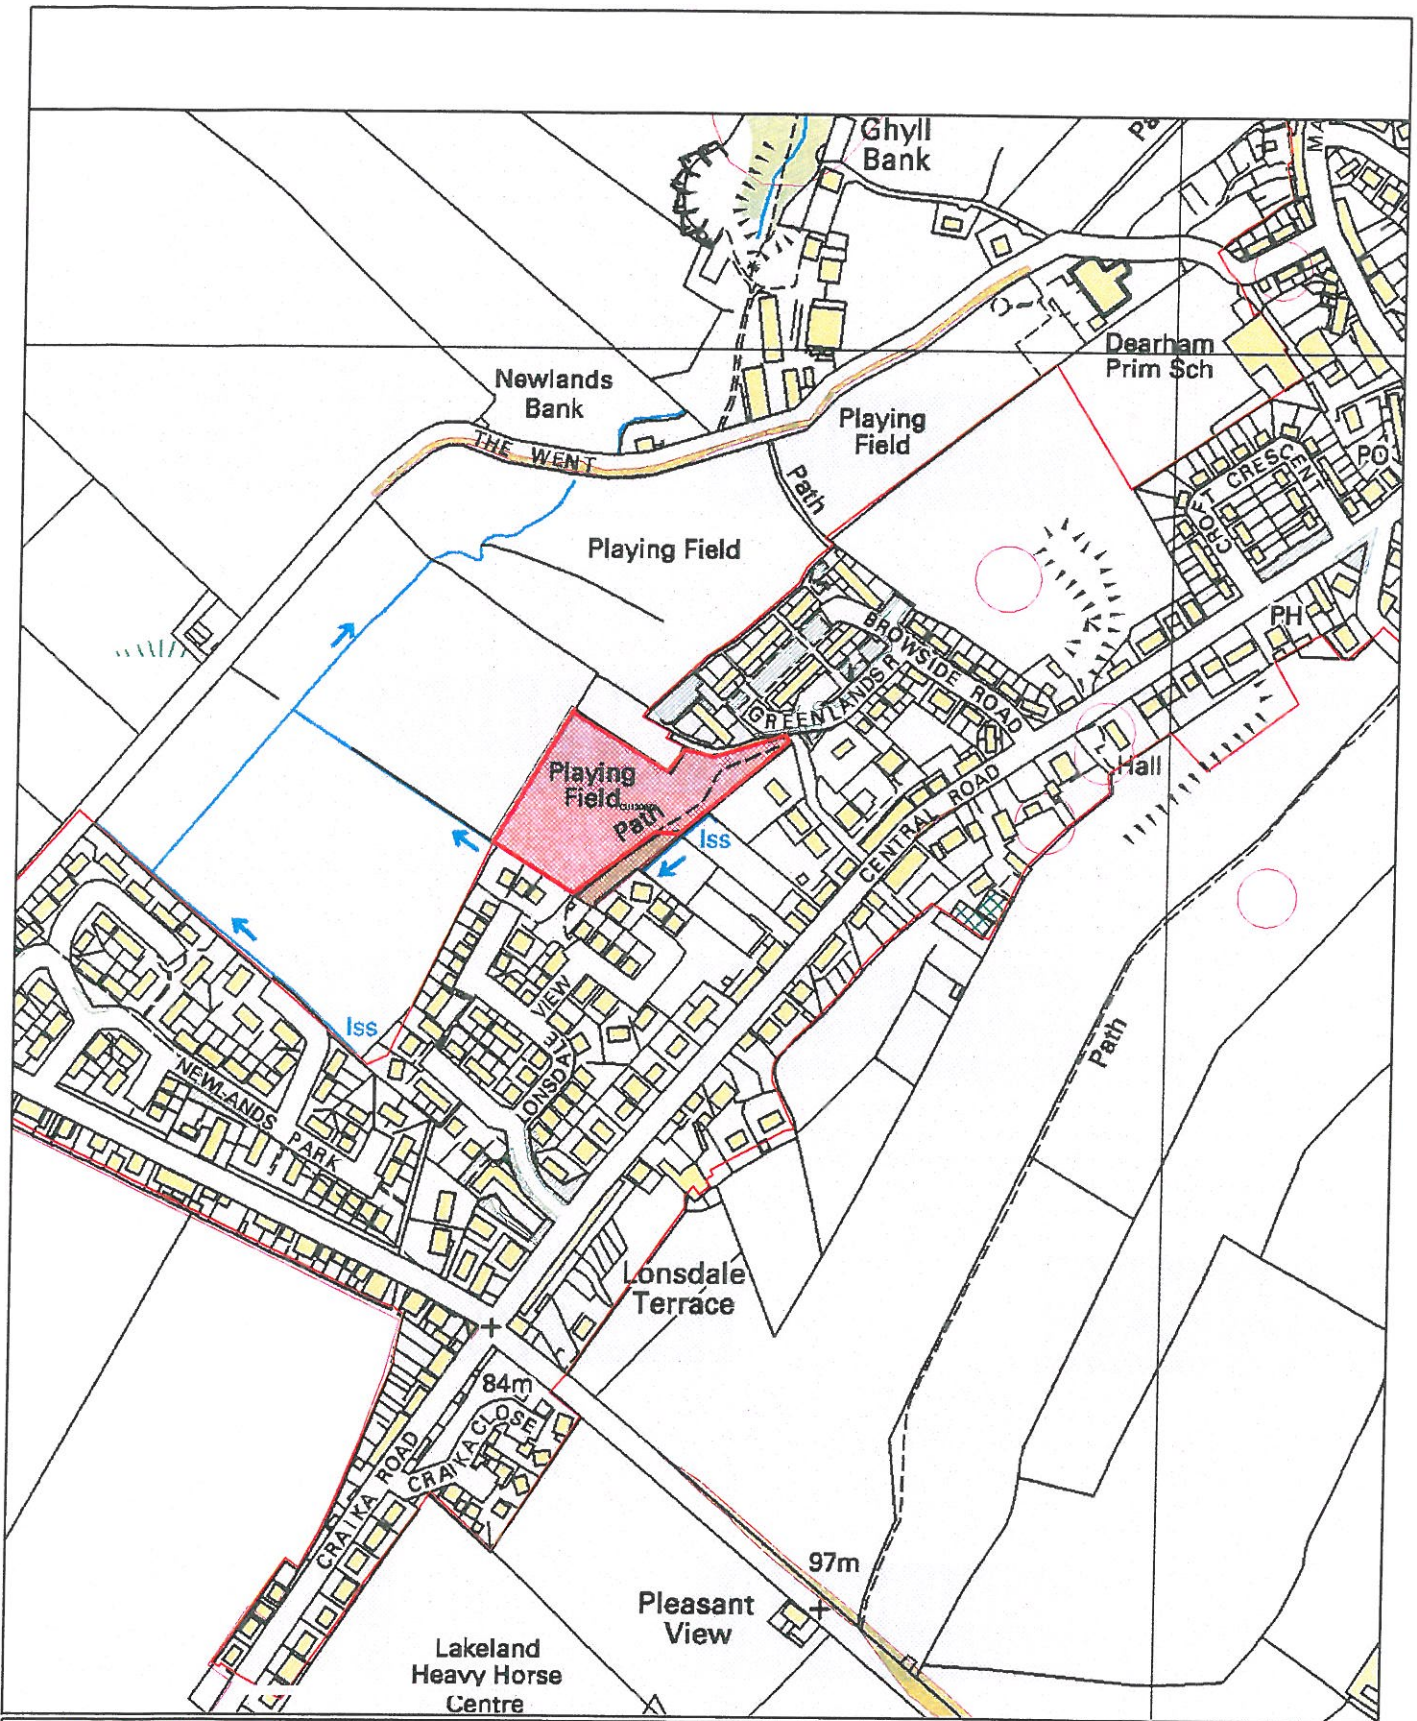 Ghyll
Bank
Pa
MA
Dearham
Prim Sch
Newlands
Bank
Playing
Field
THE WENT
Path
CROFT CRESCENT
PO
Playing Field
PH
BROWSIDE ROAD
GREENLANDS
Playing
Field
Path
Iss
Hall
CENTRAL ROAD
VIEW
Iss
Path
LONSDALE
NEWLANDS PARK
Lonsdale
Terrace
84m
CRAIKA CLOSE
CRAIKA ROAD
97m
Pleasant
View
Lakeland
Heavy Horse
Centre